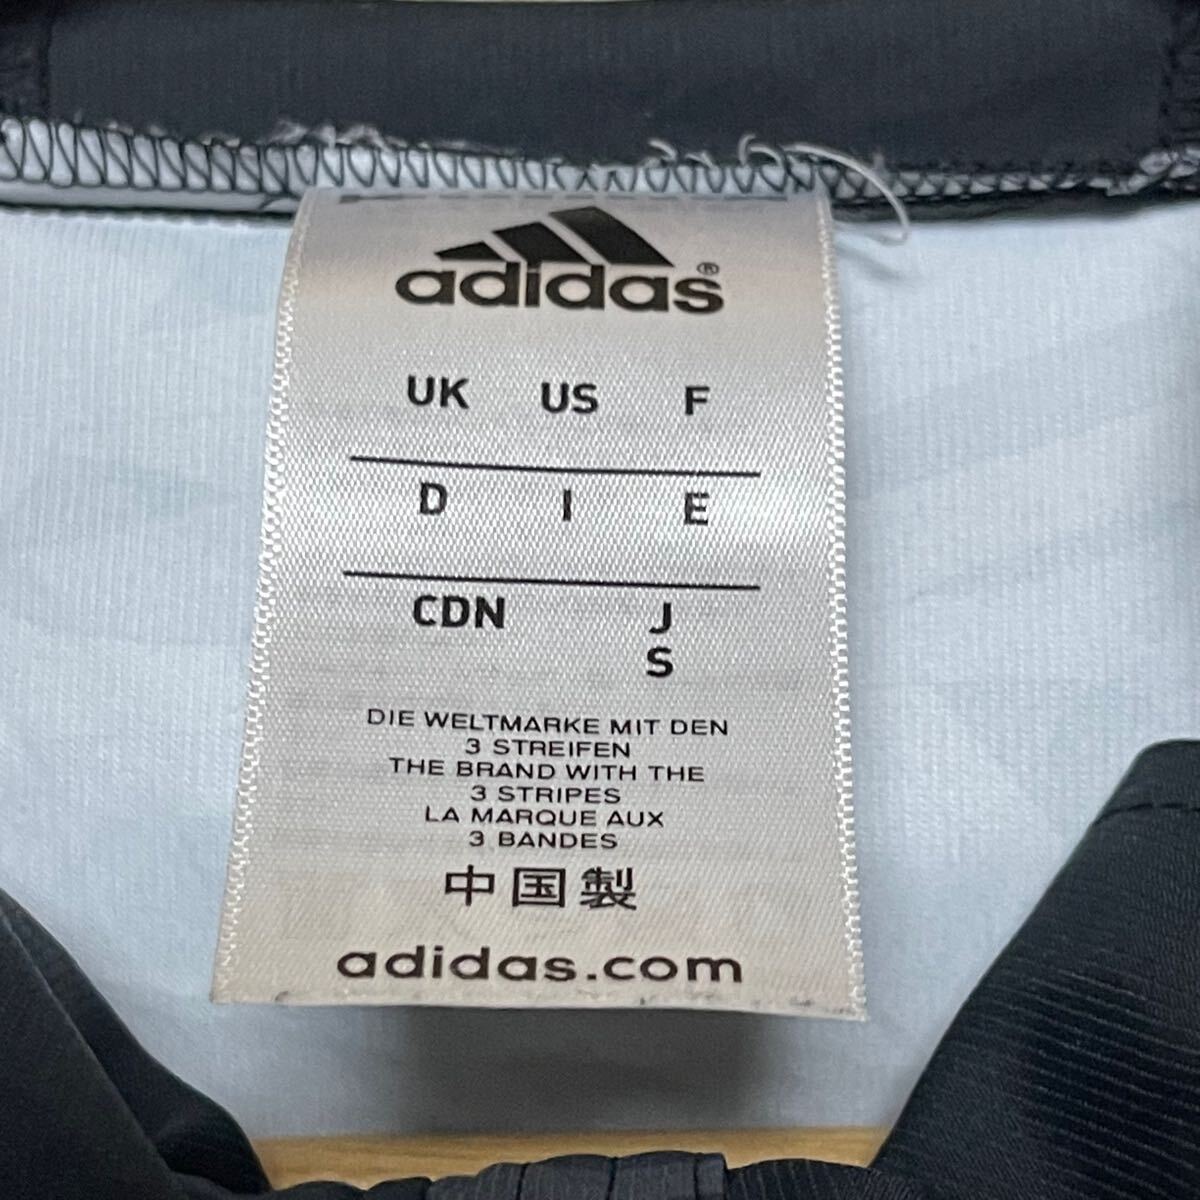 adidas®
UK US F
D I E
CDN J
S
DIE WELTMARKE MIT DEN
3 STREIFEN
THE BRAND WITH THE
3 STRIPES
LA MARQUE AUX
3 BANDES
中国製
adidas.com